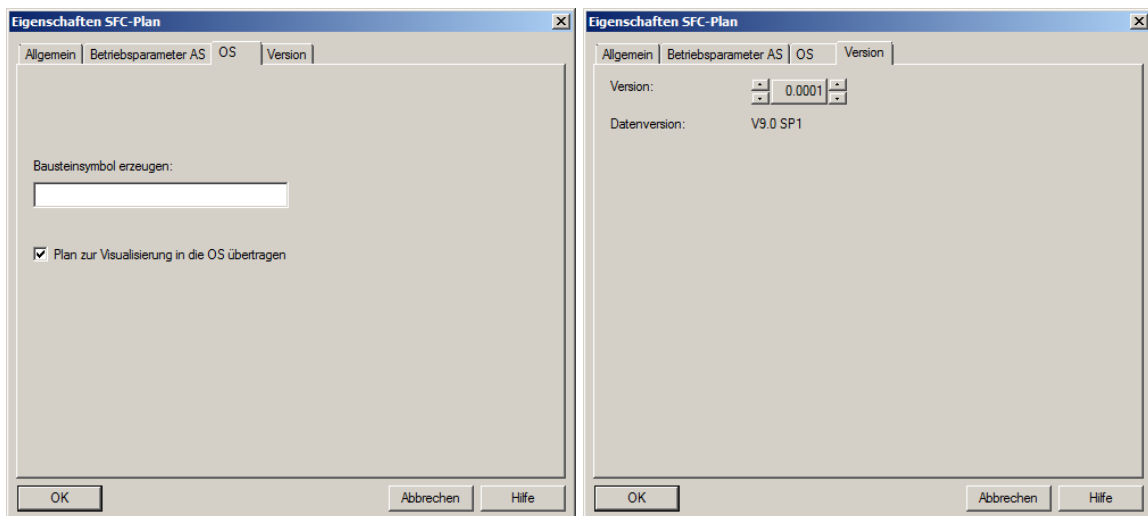 Eigenschaften SFC-Plan
Allgemein Betriebsparameter AS OS Version
Bausteinsymbol erzeugen:
Plan zur Visualisierung in die OS übertragen
OK Abbrechen Hilfe
Eigenschaften SFC-Plan
Allgemein Betriebsparameter AS OS Version
Version: 0.0001
Datenversion: V9.0 SP1
OK Abbrechen Hilfe